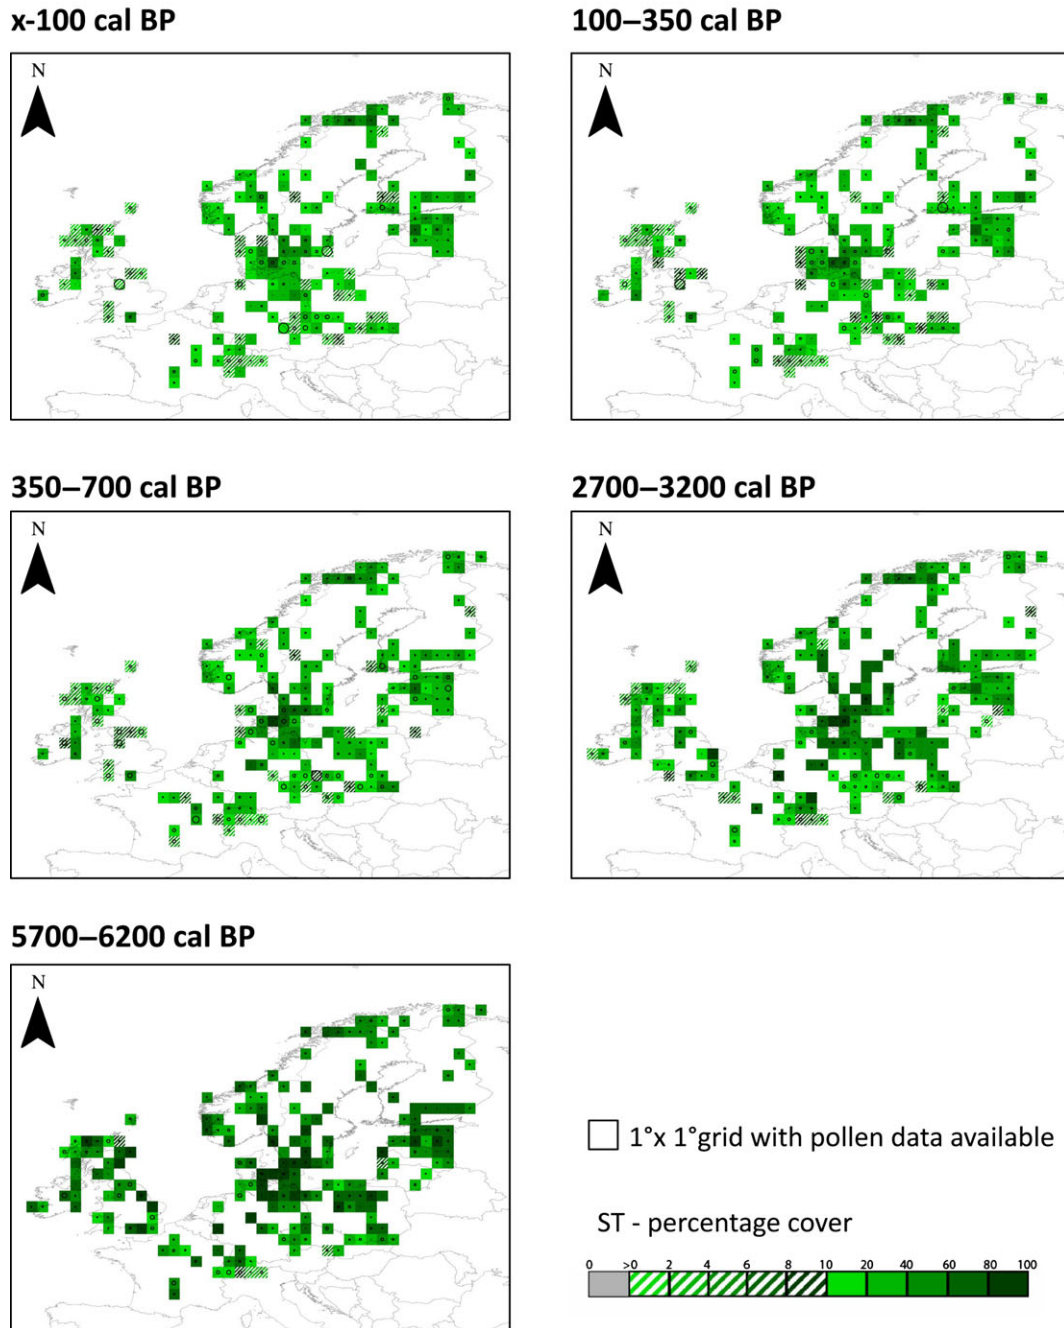 x-100 cal BP
100–350 cal BP
N
N
350–700 cal BP
2700–3200 cal BP
N
N
5700–6200 cal BP
N
1°x 1°grid with pollen data available
ST - percentage cover
0 >0 2 4 6 8 10 20 40 60 80 100